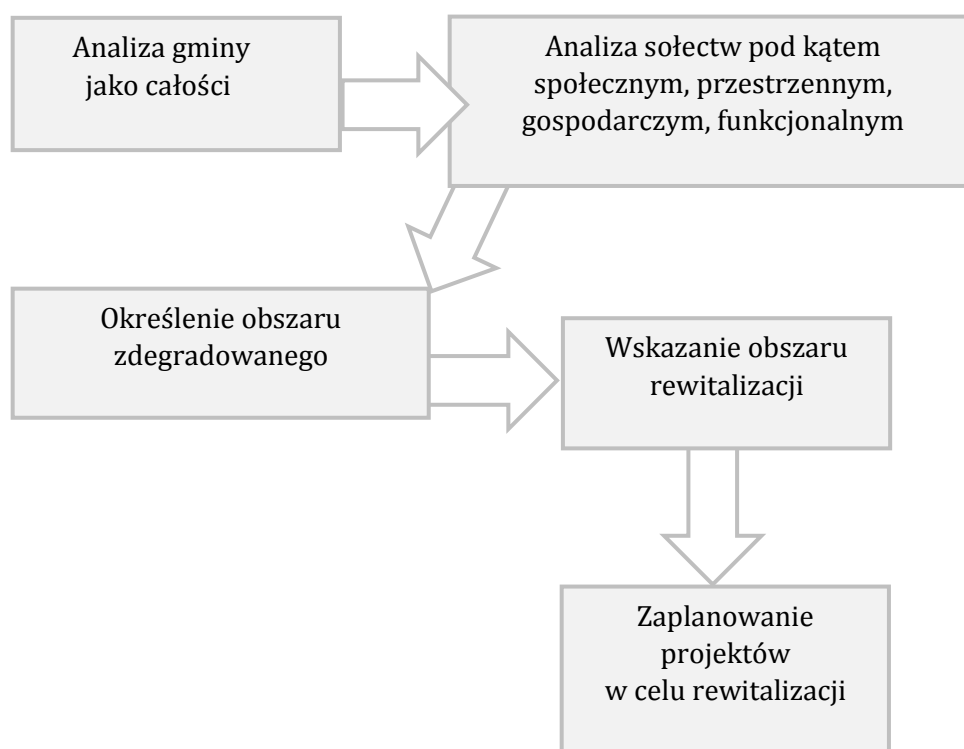 Analiza gminy
jako całości
Analiza sołectw pod kątem
społecznym, przestrzennym,
gospodarczym, funkcjonalnym
Określenie obszaru
zdegradowanego
Wskazanie obszaru
rewitalizacji
Zaplanowanie
projektów
w celu rewitalizacji